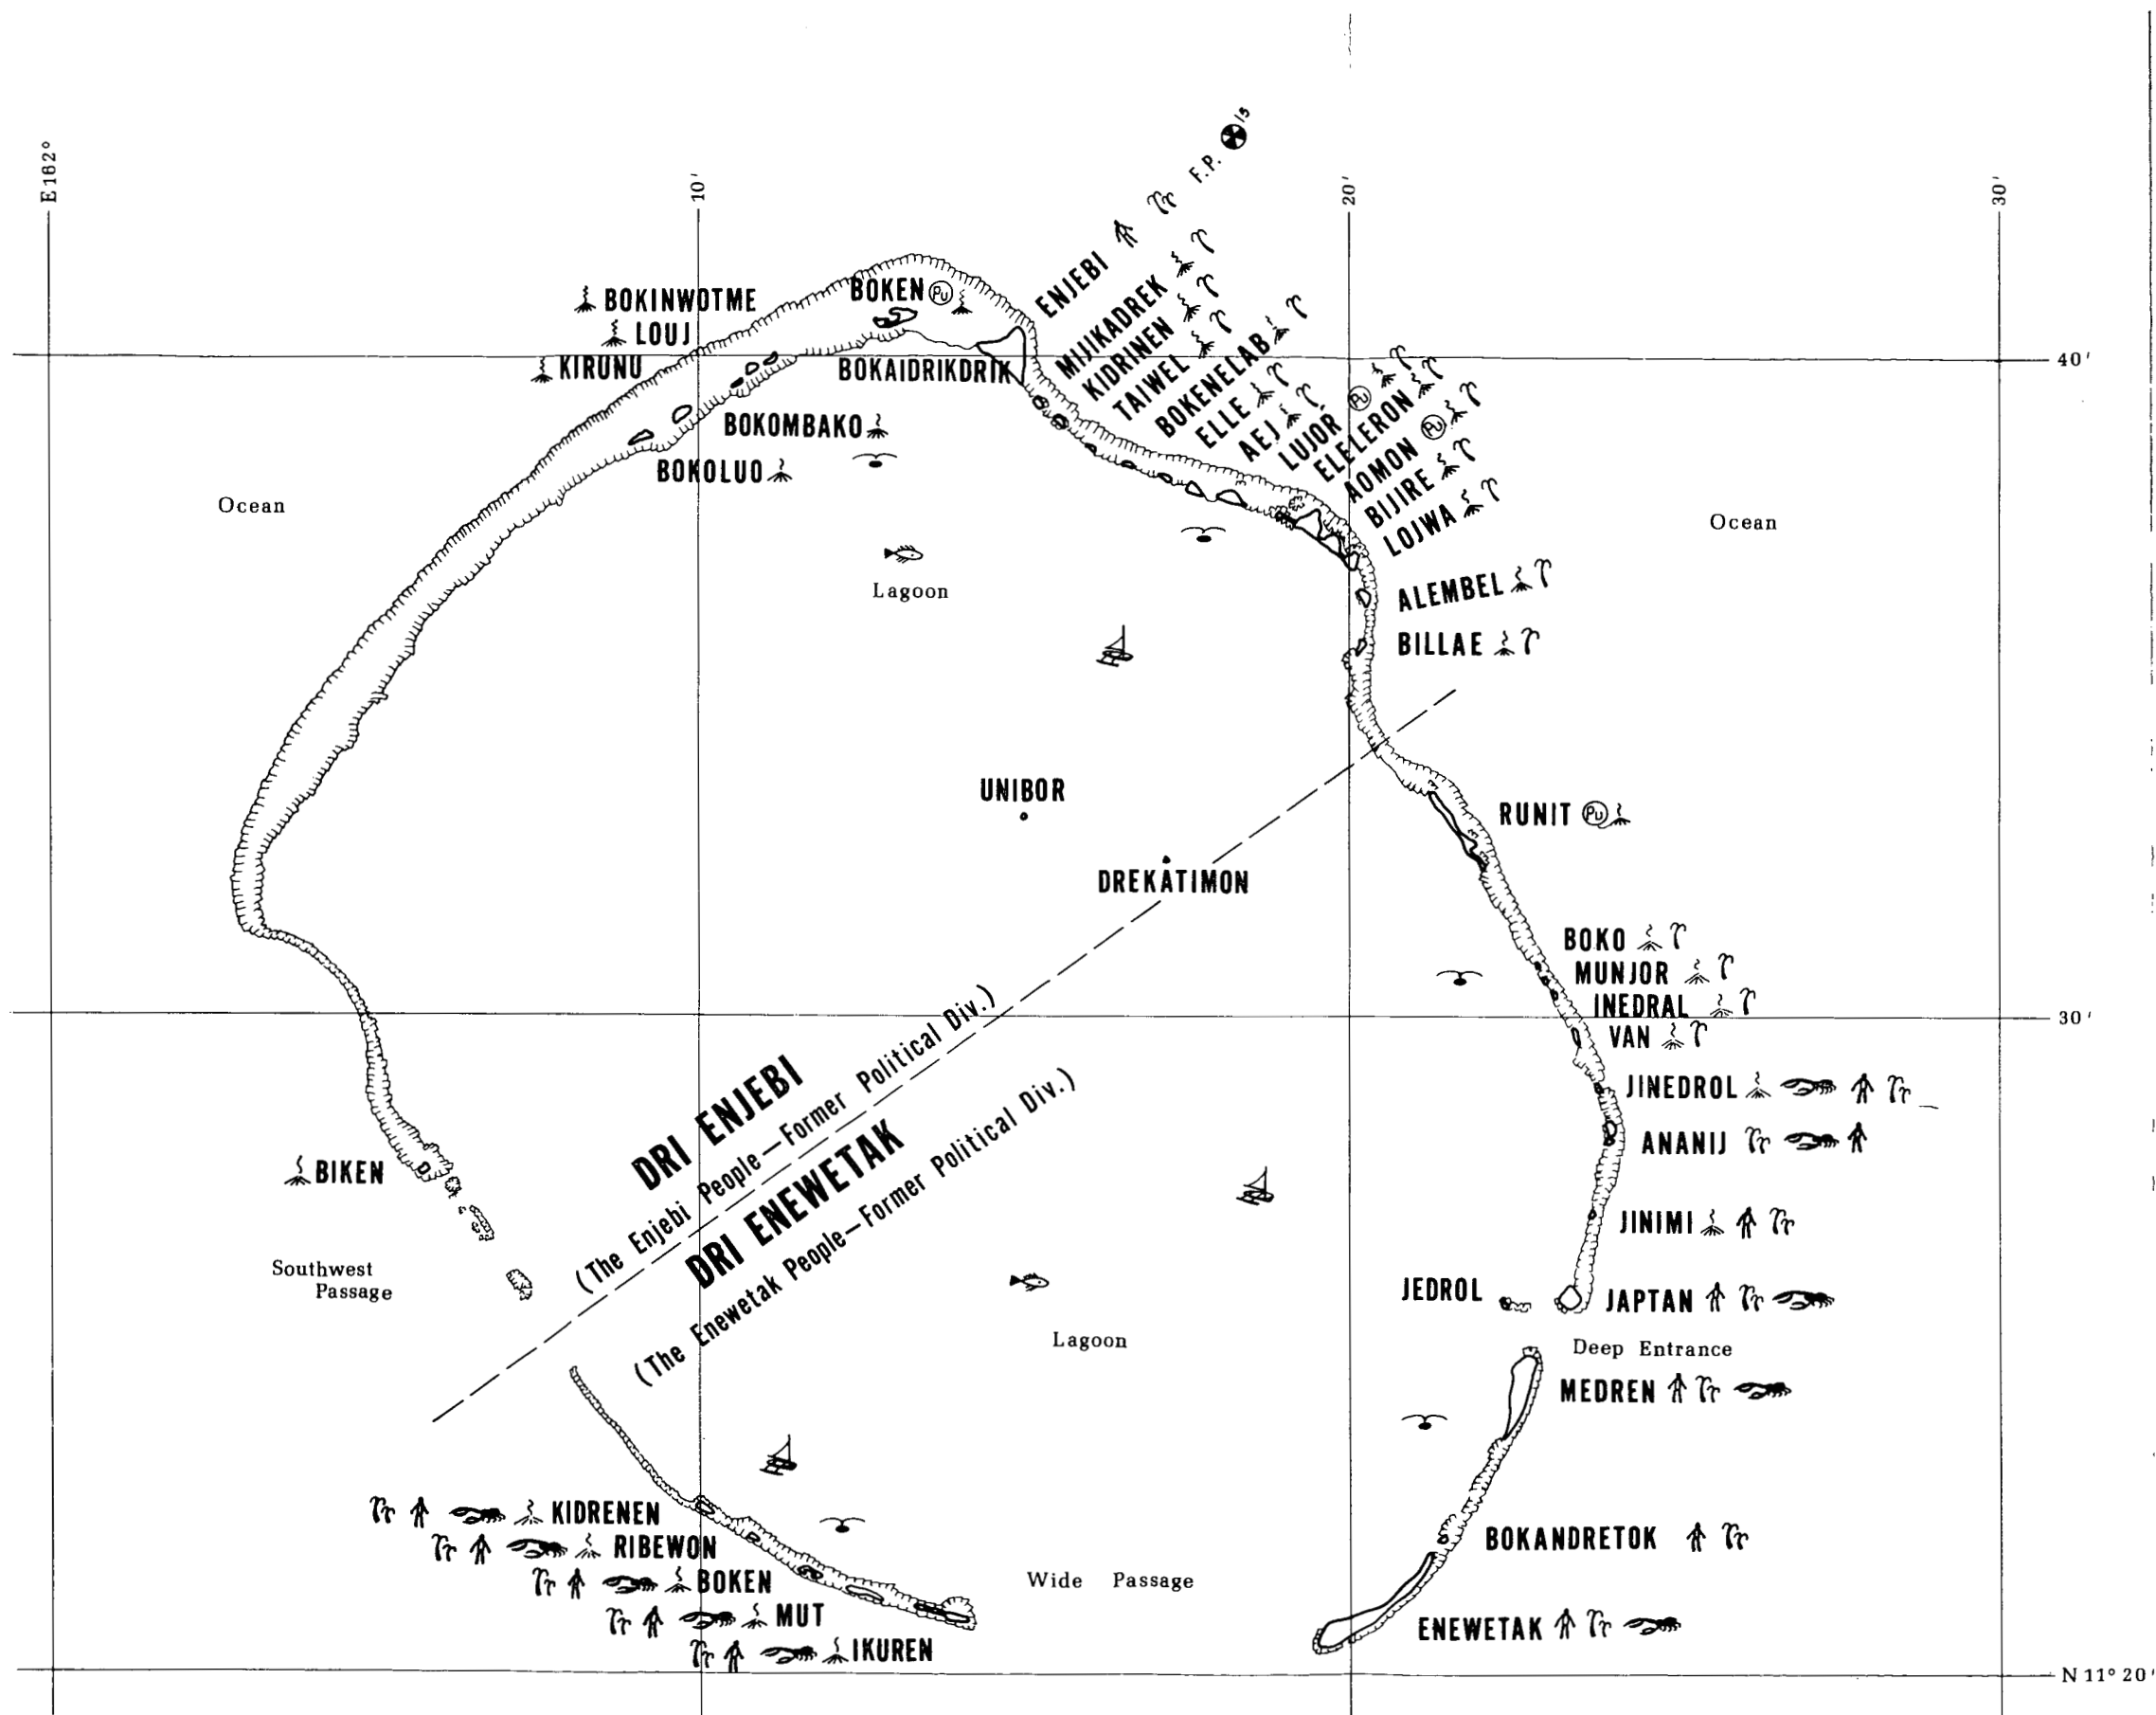 E 162°
10'
20'
30'
F.P. 15
ENJEBI
MIJIKADREK
KIDRINEN
TAIWEL
BOKENELAB
ELLE
AEJ
LUJOR Pu
ELELERON
AOMON Pu
BIJIRE
LOJWA
BOKINWOTME
LOUJ
KIRUNU
BOKEN Pu
BOKAIDRIKDRIK
40'
BOKOMBAKO
BOKOLUO
Ocean
Ocean
Lagoon
ALEMBEL
BILLAE
UNIBOR
DREKATIMON
RUNIT Pu
BOKO
MUNJOR
INEDRAL
30'
VAN
JINEDROL
ANANIJ
JINIMI
JEDROL
JAPTAN
Deep Entrance
MEDREN
BOKANDRETOK
ENEWETAK
DRI ENJEBI
(The Enjebi People—Former Political Div.)
DRI ENEWETAK
(The Enewetak People—Former Political Div.)
BIKEN
Southwest
Passage
Lagoon
KIDRENEN
RIBEWON
BOKEN
MUT
IKUREN
Wide Passage
N 11° 20'